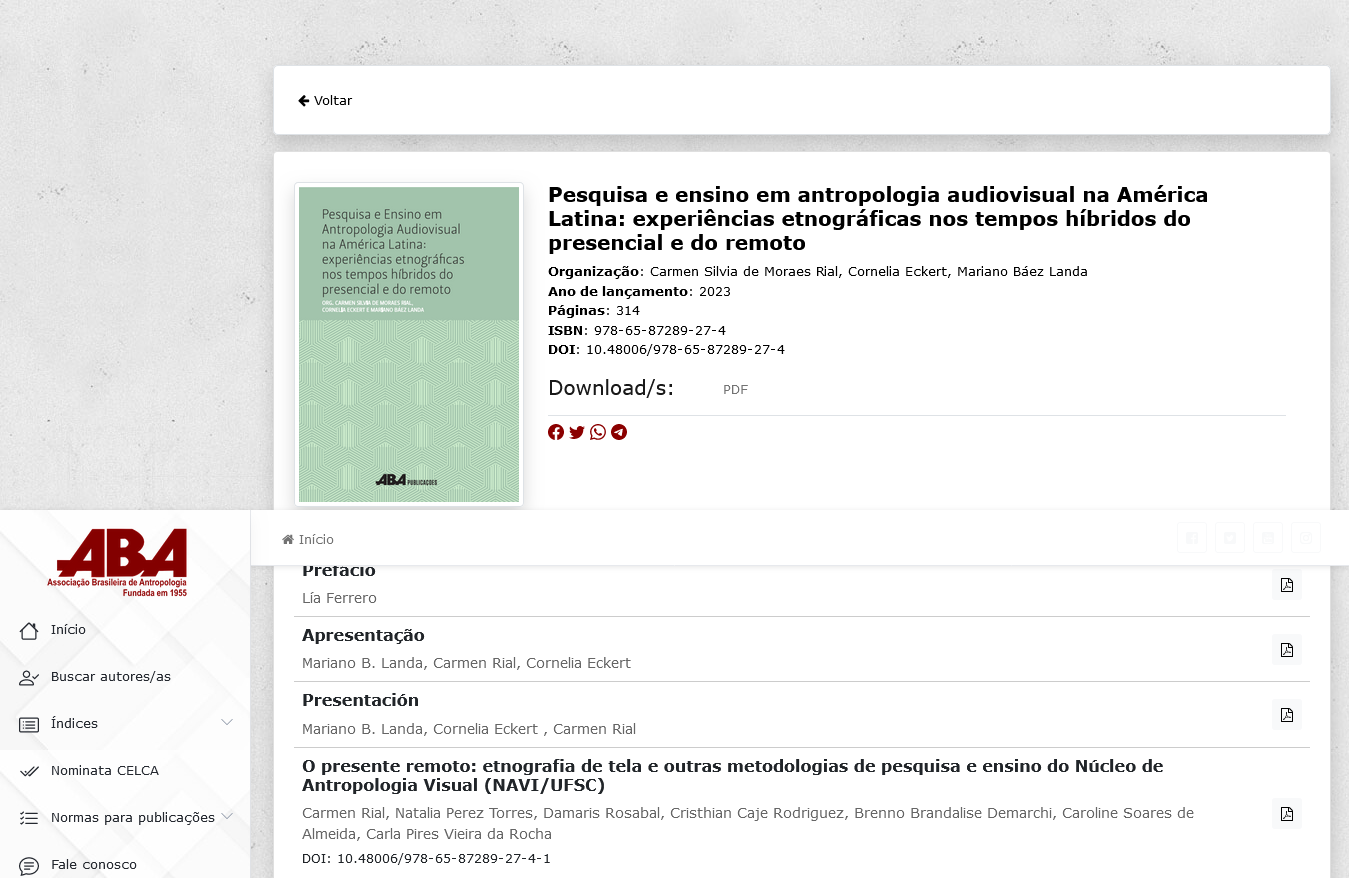 Voltar
Pesquisa e Ensino em
Antropologia Audiovisual
na América Latina:
experiências etnográficas
nos tempos híbridos do
presencial e do remoto
ORG. CARMEN SILVIA DE MORAES RIAL,
CORNELIA ECKERT E MARIANO BÁEZ LANDA
ABA PUBLICAÇÕES
Pesquisa e ensino em antropologia audiovisual na América
Latina: experiências etnográficas nos tempos híbridos do
presencial e do remoto
Organização: Carmen Silvia de Moraes Rial, Cornelia Eckert, Mariano Báez Landa
Ano de lançamento: 2023
Páginas: 314
ISBN: 978-65-87289-27-4
DOI: 10.48006/978-65-87289-27-4
Download/s: PDF
ABA
Associação Brasileira de Antropologia
Fundada em 1955
Início
Buscar autores/as
Índices
Nominata CELCA
Normas para publicações
Fale conosco
Início
Prefácio
Lía Ferrero
Apresentação
Mariano B. Landa, Carmen Rial, Cornelia Eckert
Presentación
Mariano B. Landa, Cornelia Eckert , Carmen Rial
O presente remoto: etnografia de tela e outras metodologias de pesquisa e ensino do Núcleo de
Antropologia Visual (NAVI/UFSC)
Carmen Rial, Natalia Perez Torres, Damaris Rosabal, Cristhian Caje Rodriguez, Brenno Brandalise Demarchi, Caroline Soares de
Almeida, Carla Pires Vieira da Rocha
DOI: 10.48006/978-65-87289-27-4-1